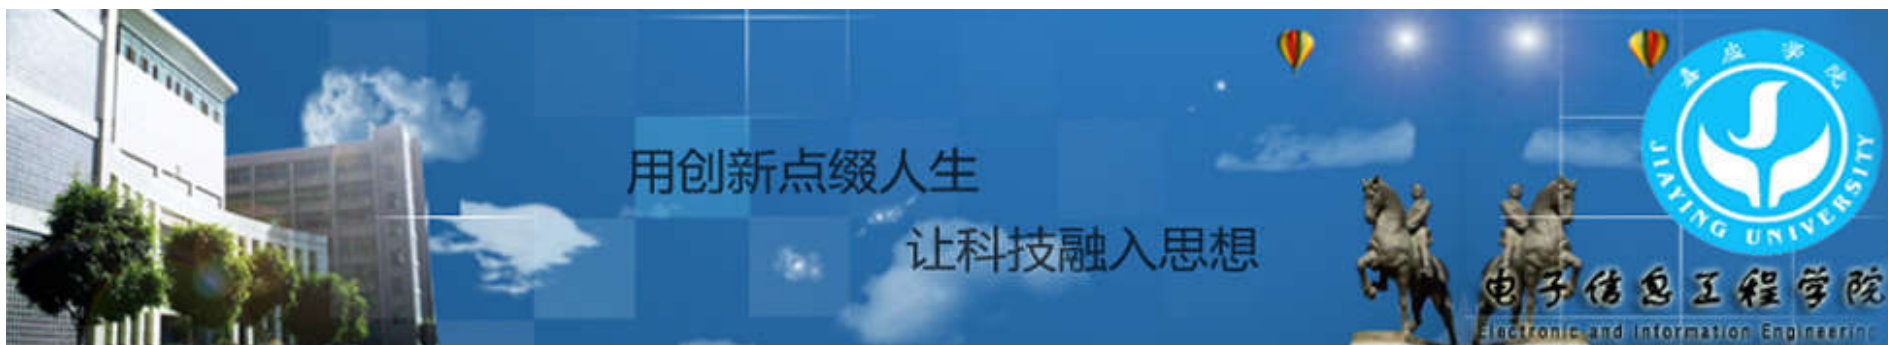 用创新点缀人生
让科技融入思想
嘉应学院
JIAYING UNIVERSITY
电子信息工程学院
Electronic and Information Engineering